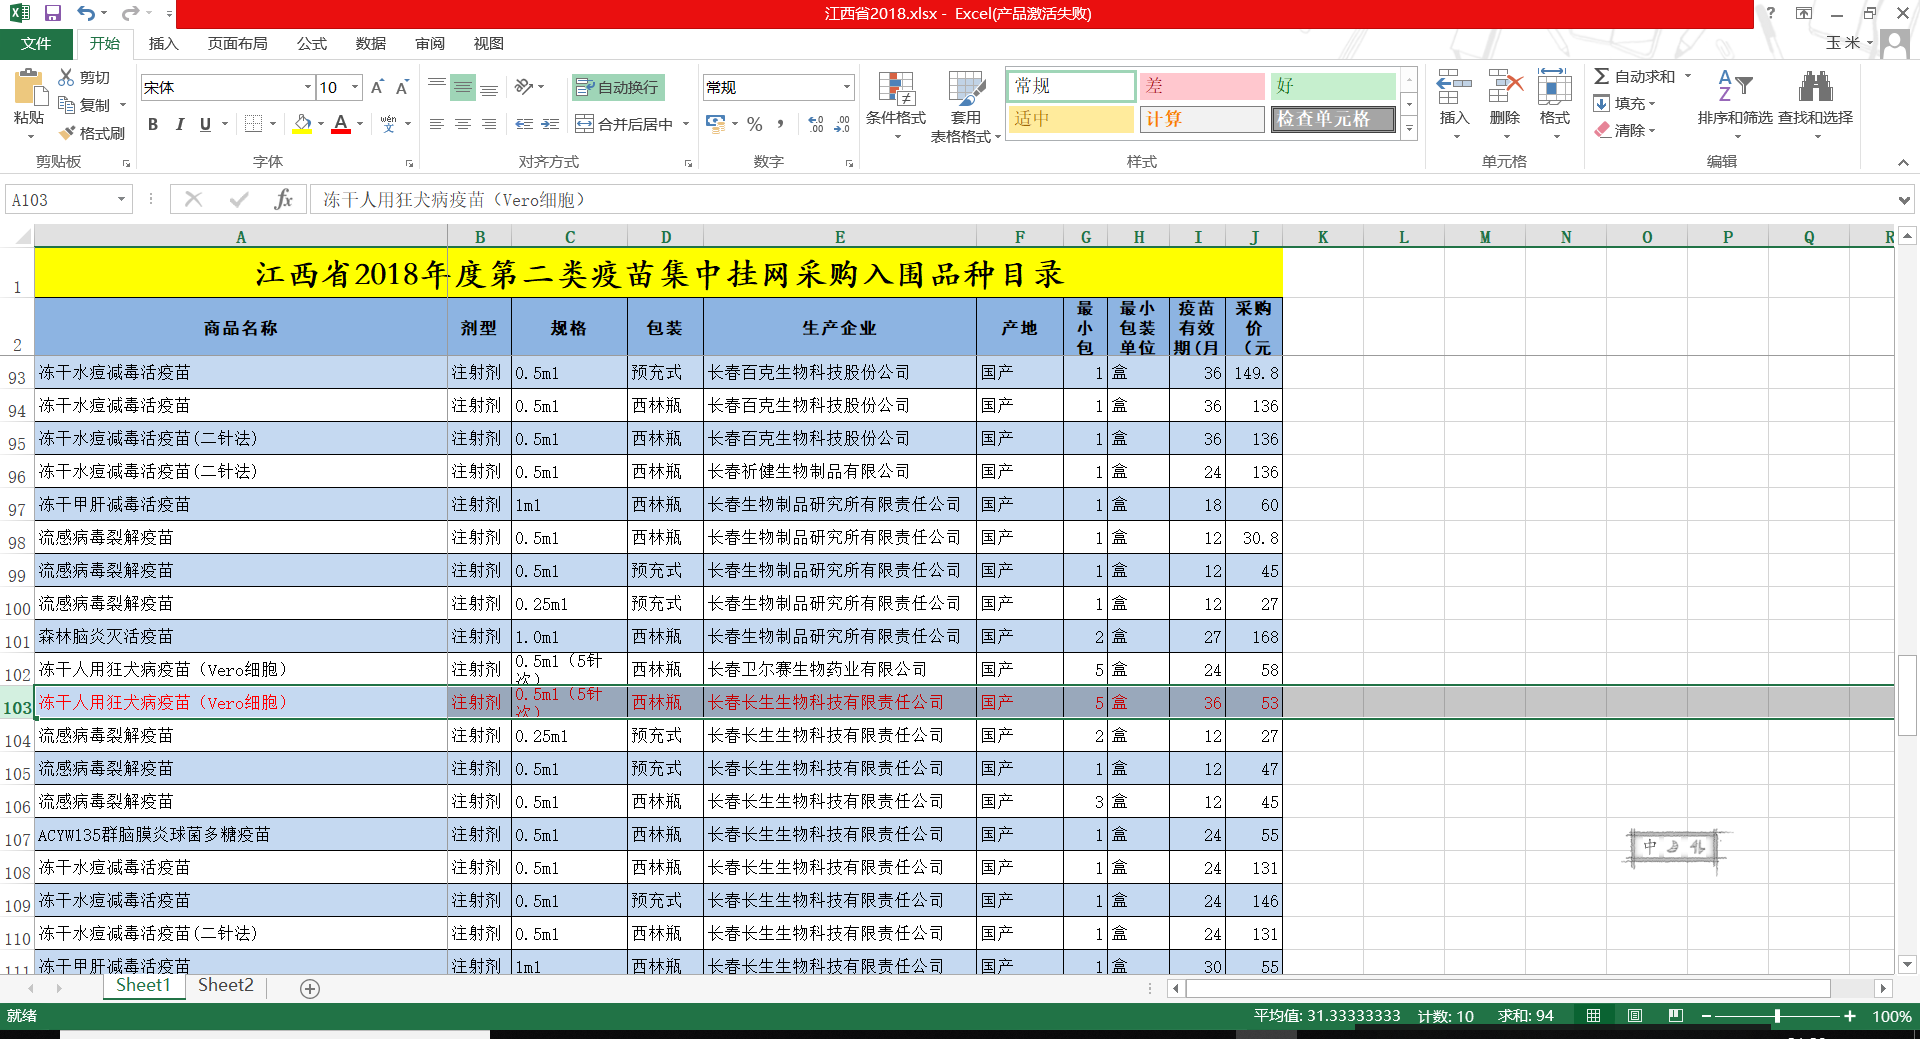 江西省2018.xlsx - Excel(产品激活失败)
文件 开始 插入 页面布局 公式 数据 审阅 视图 玉 米
粘贴 剪切 复制 格式刷 剪贴板
宋体 10 B I U A wén 文 字体
自动换行 合并后居中 对齐方式
常规 % 数字
条件格式 套用 表格格式 常规 差 好 适中 计算 检查单元格 样式
插入 删除 格式 单元格
自动求和 填充 清除 排序和筛选 查找和选择 编辑
A103 fx 冻干人用狂犬病疫苗（Vero细胞）
A B C D E F G H I J K L M N O P Q R
1 江西省2018年度第二类疫苗集中挂网采购入围品种目录
2 商品名称 剂型 规格 包装 生产企业 产地 最小包 最小包装单位 疫苗有效期(月 采购价（元
93 冻干水痘减毒活疫苗 注射剂 0.5ml 预充式 长春百克生物科技股份公司 国产 1 盒 36 149.8
94 冻干水痘减毒活疫苗 注射剂 0.5ml 西林瓶 长春百克生物科技股份公司 国产 1 盒 36 136
95 冻干水痘减毒活疫苗(二针法) 注射剂 0.5ml 西林瓶 长春百克生物科技股份公司 国产 1 盒 36 136
96 冻干水痘减毒活疫苗(二针法) 注射剂 0.5ml 西林瓶 长春祈健生物制品有限公司 国产 1 盒 24 136
97 冻干甲肝减毒活疫苗 注射剂 1ml 西林瓶 长春生物制品研究所有限责任公司 国产 1 盒 18 60
98 流感病毒裂解疫苗 注射剂 0.5ml 西林瓶 长春生物制品研究所有限责任公司 国产 1 盒 12 30.8
99 流感病毒裂解疫苗 注射剂 0.5ml 预充式 长春生物制品研究所有限责任公司 国产 1 盒 12 45
100 流感病毒裂解疫苗 注射剂 0.25ml 预充式 长春生物制品研究所有限责任公司 国产 1 盒 12 27
101 森林脑炎灭活疫苗 注射剂 1.0ml 西林瓶 长春生物制品研究所有限责任公司 国产 2 盒 27 168
102 冻干人用狂犬病疫苗（Vero细胞） 注射剂 0.5ml（5针次） 西林瓶 长春卫尔赛生物药业有限公司 国产 5 盒 24 58
103 冻干人用狂犬病疫苗（Vero细胞） 注射剂 0.5ml（5针次） 西林瓶 长春长生生物科技有限责任公司 国产 5 盒 36 53
104 流感病毒裂解疫苗 注射剂 0.25ml 预充式 长春长生生物科技有限责任公司 国产 2 盒 12 27
105 流感病毒裂解疫苗 注射剂 0.5ml 预充式 长春长生生物科技有限责任公司 国产 1 盒 12 47
106 流感病毒裂解疫苗 注射剂 0.5ml 西林瓶 长春长生生物科技有限责任公司 国产 3 盒 12 45
107 ACYW135群脑膜炎球菌多糖疫苗 注射剂 0.5ml 西林瓶 长春长生生物科技有限责任公司 国产 1 盒 24 55
108 冻干水痘减毒活疫苗 注射剂 0.5ml 西林瓶 长春长生生物科技有限责任公司 国产 1 盒 24 131
109 冻干水痘减毒活疫苗 注射剂 0.5ml 预充式 长春长生生物科技有限责任公司 国产 1 盒 24 146
110 冻干水痘减毒活疫苗(二针法) 注射剂 0.5ml 西林瓶 长春长生生物科技有限责任公司 国产 1 盒 24 131
111 冻干甲肝减毒活疫苗 注射剂 1ml 西林瓶 长春长生生物科技有限责任公司 国产 1 盒 30 55
中
Sheet1 Sheet2
就绪 平均值: 31.33333333 计数: 10 求和: 94 100%